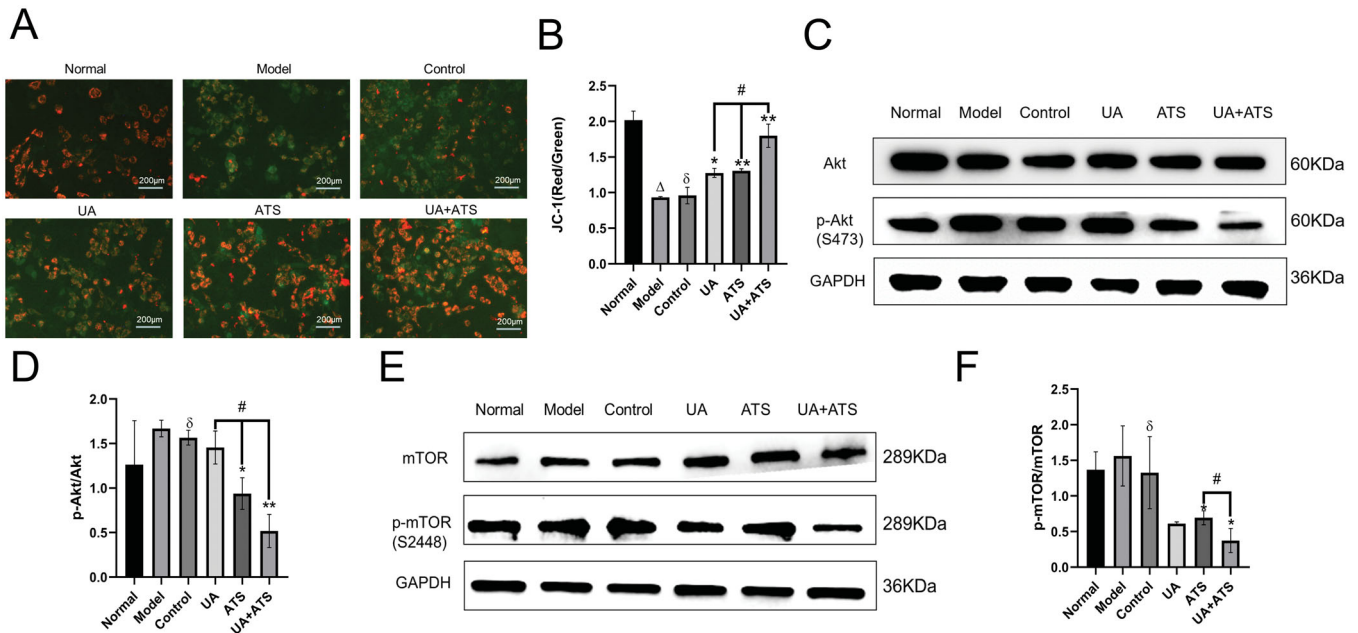 A
Normal
Model
Control
200μm
200μm
200μm
UA
ATS
UA+ATS
200μm
200μm
200μm
B
JC-1(Red/Green)
2.5
2.0
1.5
1.0
0.5
0.0
Δ
δ
*
**
**
#
Normal
Model
Control
UA
ATS
UA+ATS
C
Normal Model Control UA ATS UA+ATS
Akt
60KDa
p-Akt
(S473)
60KDa
GAPDH
36KDa
D
p-Akt/Akt
2.0
1.5
1.0
0.5
0.0
δ
#
*
**
Normal
Model
Control
UA
ATS
UA+ATS
E
Normal Model Control UA ATS UA+ATS
mTOR
289KDa
p-mTOR
(S2448)
289KDa
GAPDH
36KDa
F
p-mTOR/mTOR
2.0
1.5
1.0
0.5
0.0
δ
#
*
*
Normal
Model
Control
UA
ATS
UA+ATS